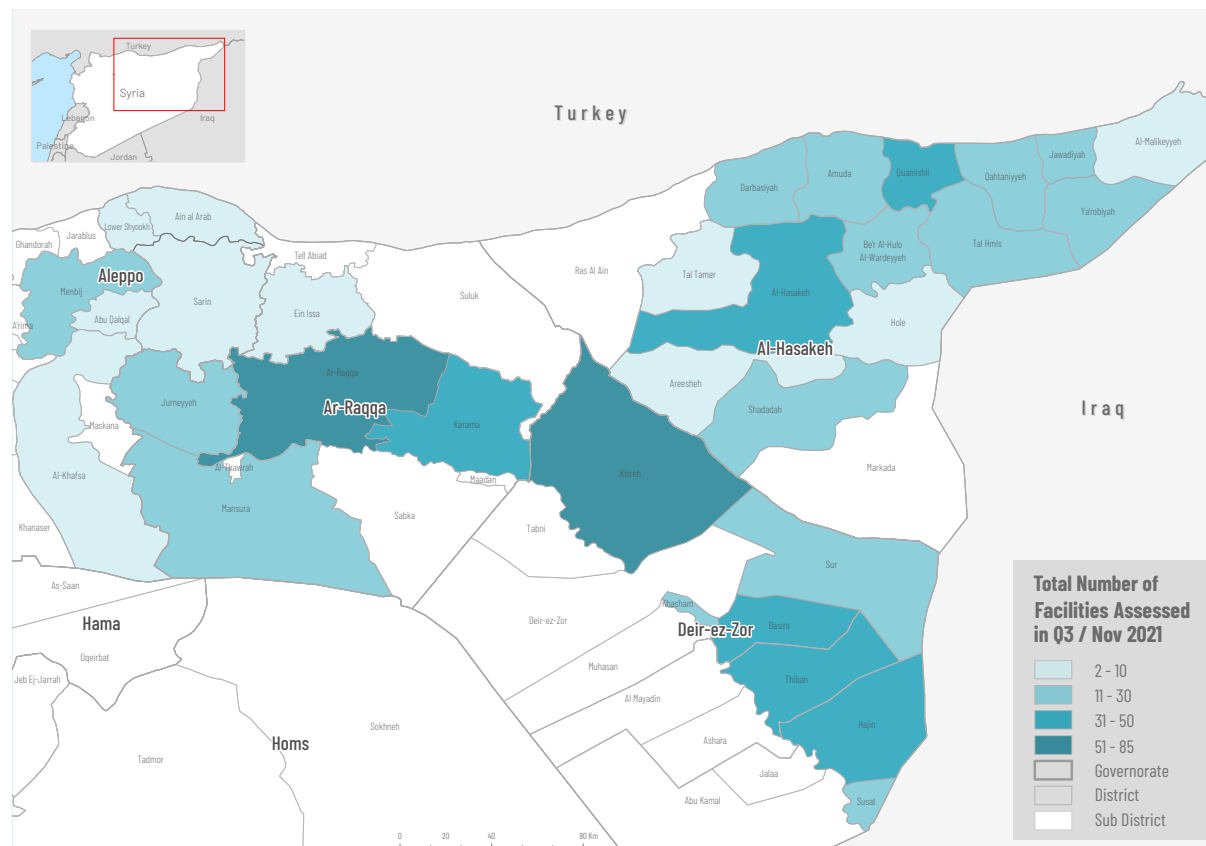 Turkey
Syria
Lebanon
Iraq
Palestine
Jordan
Turkey
Al-Malikeyyeh
Jawadiyah
Quamishli
Qahtaniyyeh
Amuda
Darbasiyah
Ya'robiyah
Ain al Arab
Lower Shyookh
Jarablus
Ghandorah
Be'r Al-Hulo
Al-Wardeyyeh
Tal Hmis
Tell Abiad
Ras Al Ain
Tal Tamer
Aleppo
Menbij
Sarin
Suluk
Al-Hasakeh
Ein Issa
Abu Qalqal
A'rima
Hole
Al-Hasakeh
Ar-Raqqa
Areesheh
Jurneyyeh
Ar-Raqqa
Shadadah
Iraq
Maskana
Karama
Al-Thawrah
Markada
Al-Khafsa
Kisreh
Maadan
Mansura
Sabka
Khanaser
Tabni
Sur
As-Saan
Khasham
Hama
Deir-ez-Zor
Deir-ez-Zor
Basira
Oqeirbat
Muhasan
Jeb Ej-Jarrah
Thiban
Al Mayadin
Sokhneh
Hajin
Homs
Ashara
Tadmor
Jalaa
Abu Kamal
Susat
0 20 40 80 Km
Total Number of
Facilities Assessed
in Q3 / Nov 2021
2 - 10
11 - 30
31 - 50
51 - 85
Governorate
District
Sub District